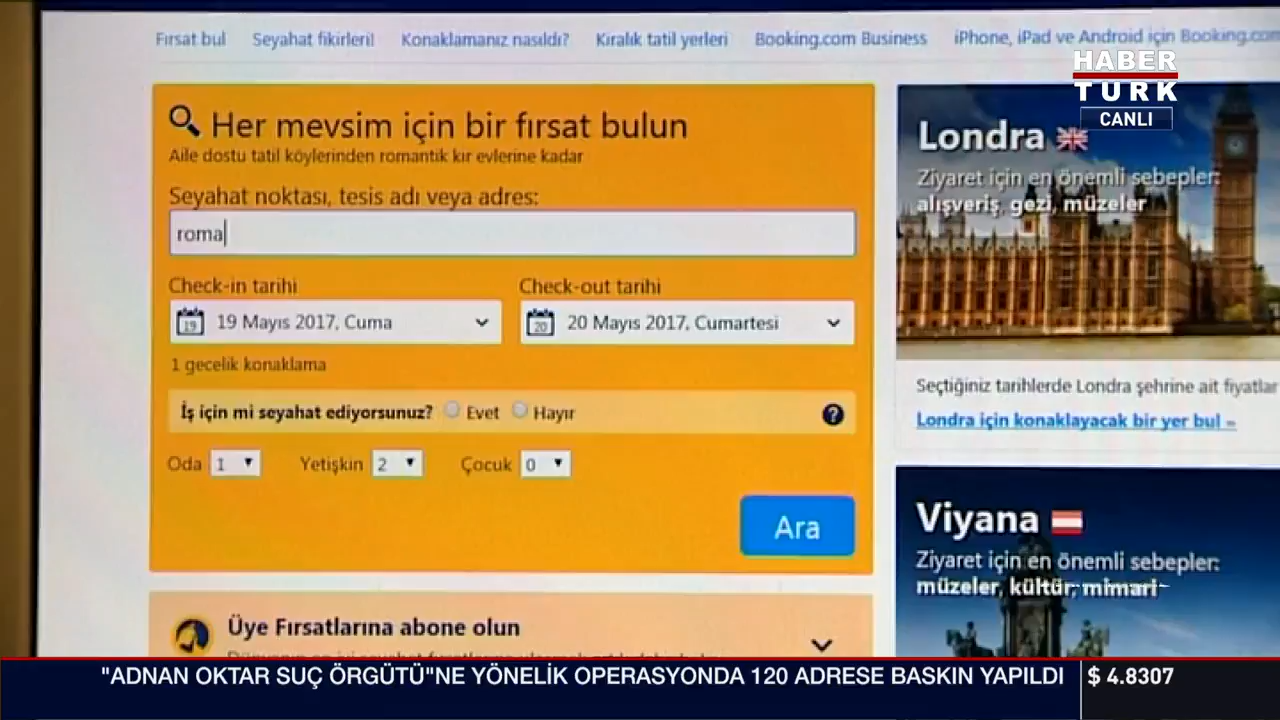 Fırsat bul Seyahat fikirleri! Konaklamanız nasıldı? Kiralık tatil yerleri Booking.com Business iPhone, iPad ve Android için Booking.com
HABER
TURK
CANLI
Her mevsim için bir fırsat bulun
Aile dostu tatil köylerinden romantik kır evlerine kadar
Seyahat noktası, tesis adı veya adres:
roma
Check-in tarihi Check-out tarihi
19 19 Mayıs 2017, Cuma 20 20 Mayıs 2017, Cumartesi
1 gecelik konaklama
İş için mi seyahat ediyorsunuz? Evet Hayır ?
Oda 1 Yetişkin 2 Çocuk 0
Ara
Üye Fırsatlarına abone olun
Londra
Ziyaret için en önemli sebepler:
alışveriş, gezi, müzeler
Seçtiğiniz tarihlerde Londra şehrine ait fiyatlar
Londra için konaklayacak bir yer bul »
Viyana
Ziyaret için en önemli sebepler:
müzeler, kültür, mimari
"ADNAN OKTAR SUÇ ÖRGÜTÜ"NE YÖNELİK OPERASYONDA 120 ADRESE BASKIN YAPILDI $ 4.8307